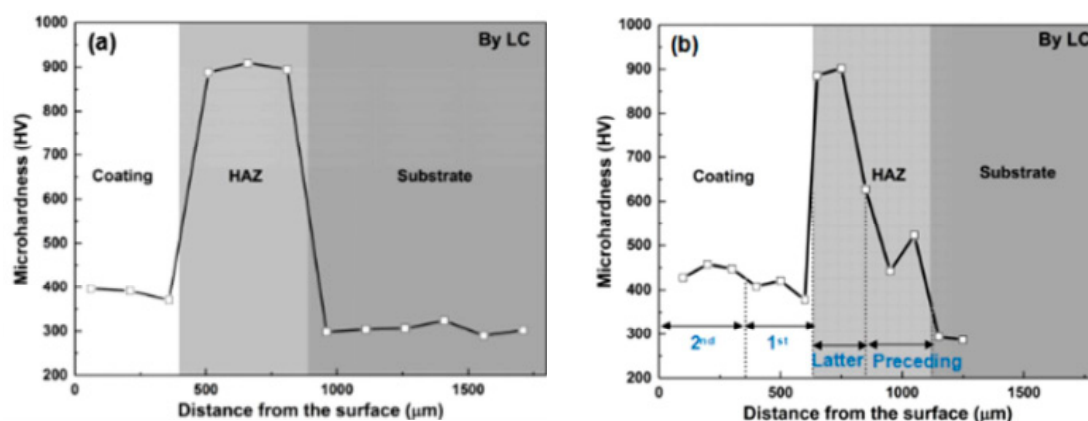 (a)
By LC
1000
900
800
700
600
500
400
300
200
Microhardness (HV)
Coating
HAZ
Substrate
0
500
1000
1500
Distance from the surface (μm)
(b)
By LC
1000
900
800
700
600
500
400
300
200
Microhardness (HV)
Coating
HAZ
Substrate
2nd
1st
Latter
Preceding
0
500
1000
1500
Distance from the surface (μm)